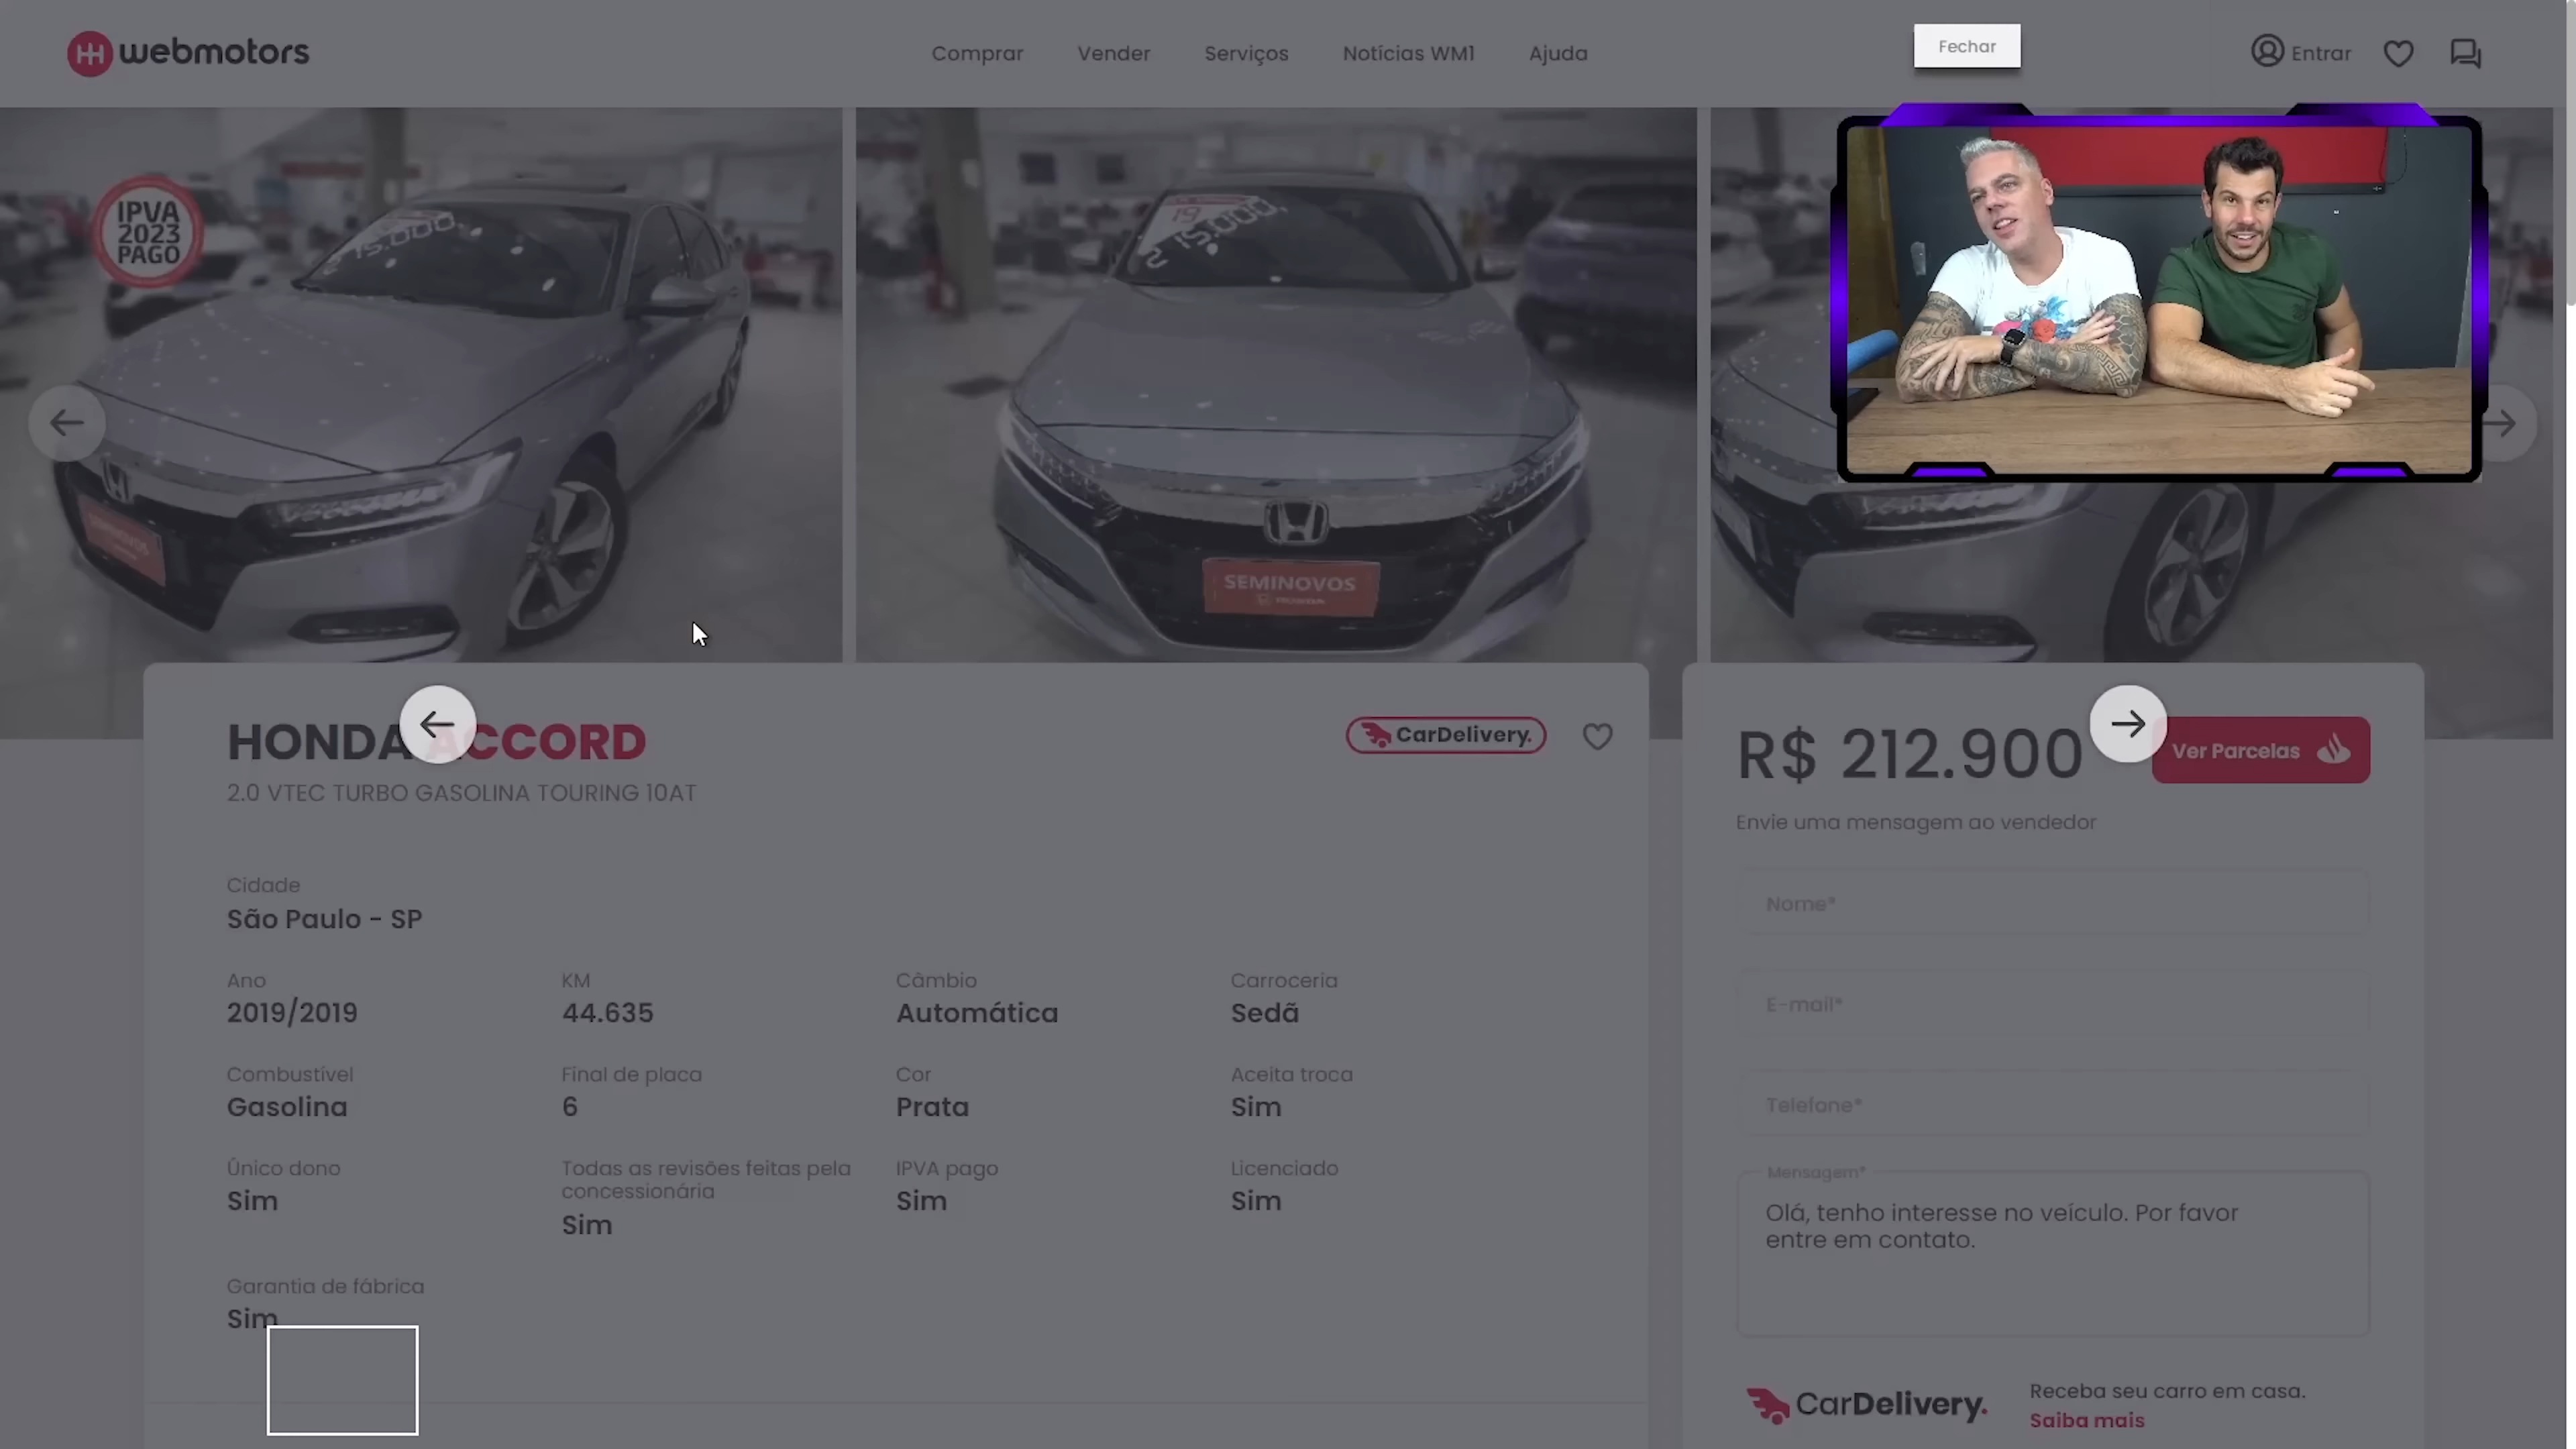 webmotors
Comprar
Vender
Serviços
Notícias WM1
Ajuda
Fechar
Entrar
IPVA
2023
PAGO
19
215.000,
SEMINOVOS
HONDA
HONDA ACCORD
2.0 VTEC TURBO GASOLINA TOURING 10AT
CarDelivery.
R$ 212.900
Ver Parcelas
Envie uma mensagem ao vendedor
Cidade
São Paulo - SP
Ano
2019/2019
KM
44.635
Câmbio
Automática
Carroceria
Sedã
Combustível
Gasolina
Final de placa
6
Cor
Prata
Aceita troca
Sim
Único dono
Sim
Todas as revisões feitas pela
concessionária
Sim
IPVA pago
Sim
Licenciado
Sim
Garantia de fábrica
Sim
Nome*
E-mail*
Telefone*
Mensagem*
Olá, tenho interesse no veículo. Por favor
entre em contato.
CarDelivery.
Receba seu carro em casa.
Saiba mais